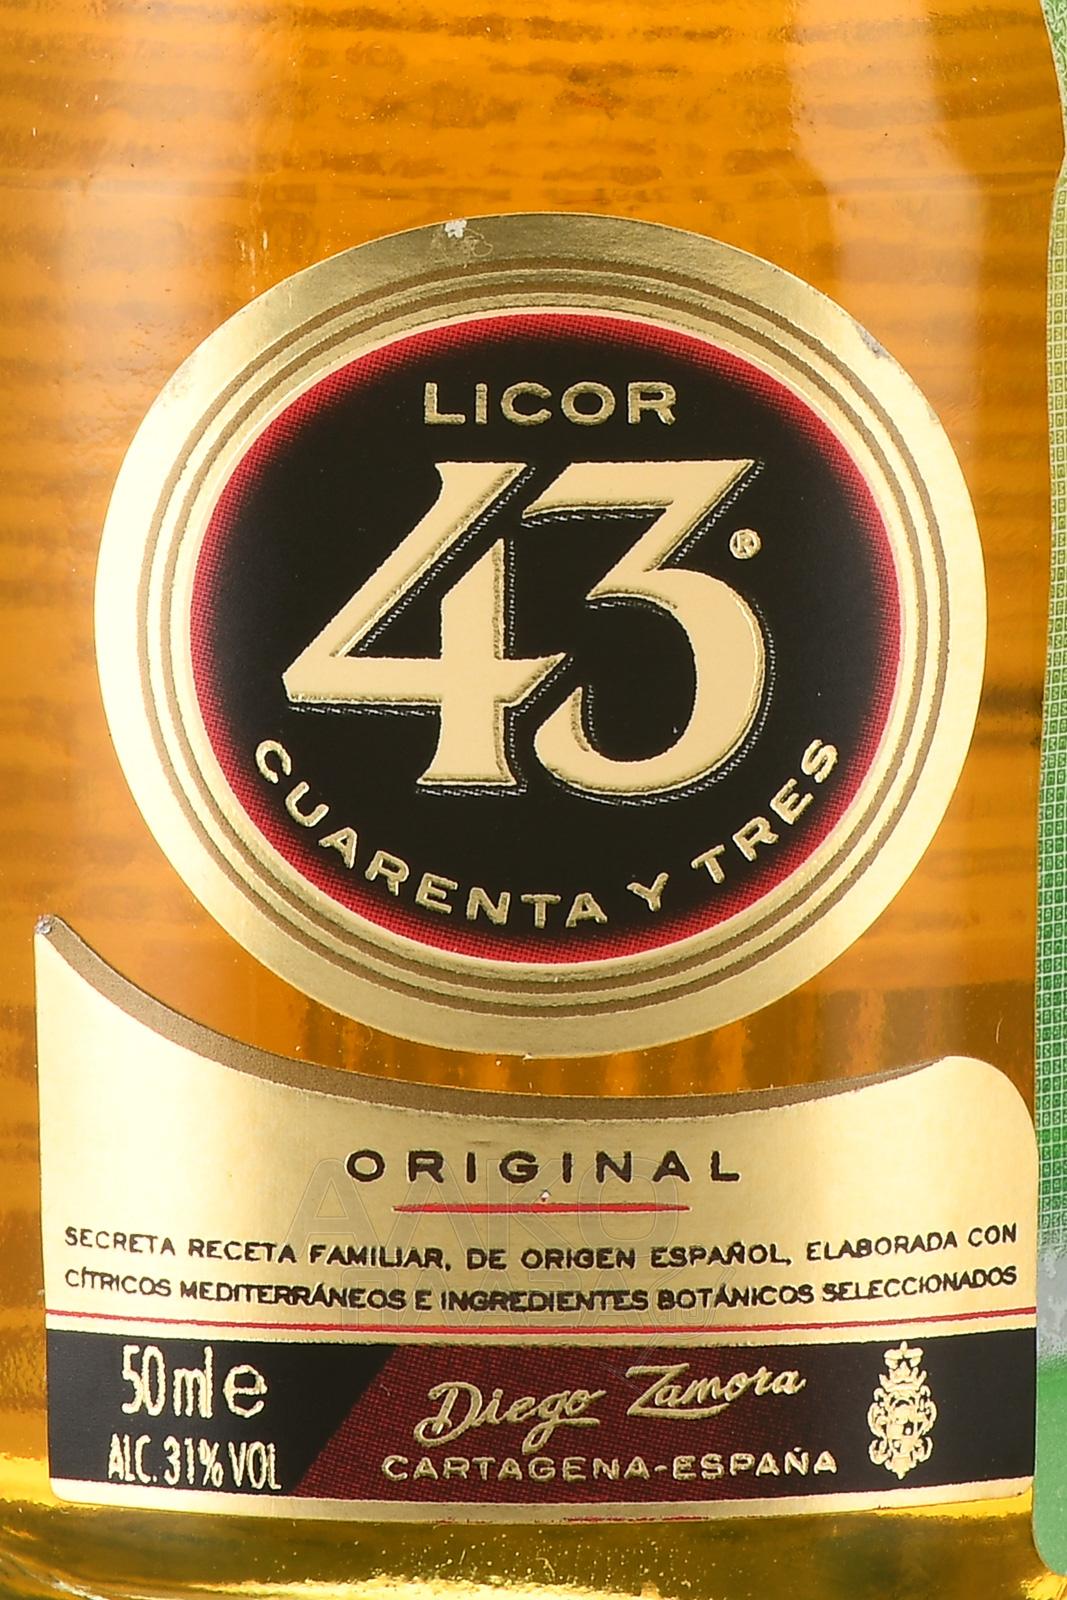 LICOR
43®
CUARENTA Y TRES
ORIGINAL
SECRETA RECETA FAMILIAR, DE ORIGEN ESPAÑOL, ELABORADA CON
CÍTRICOS MEDITERRÁNEOS E INGREDIENTES BOTÁNICOS SELECCIONADOS
50 ml e
ALC. 31% VOL
Diego Zamora
CARTAGENA-ESPAÑA